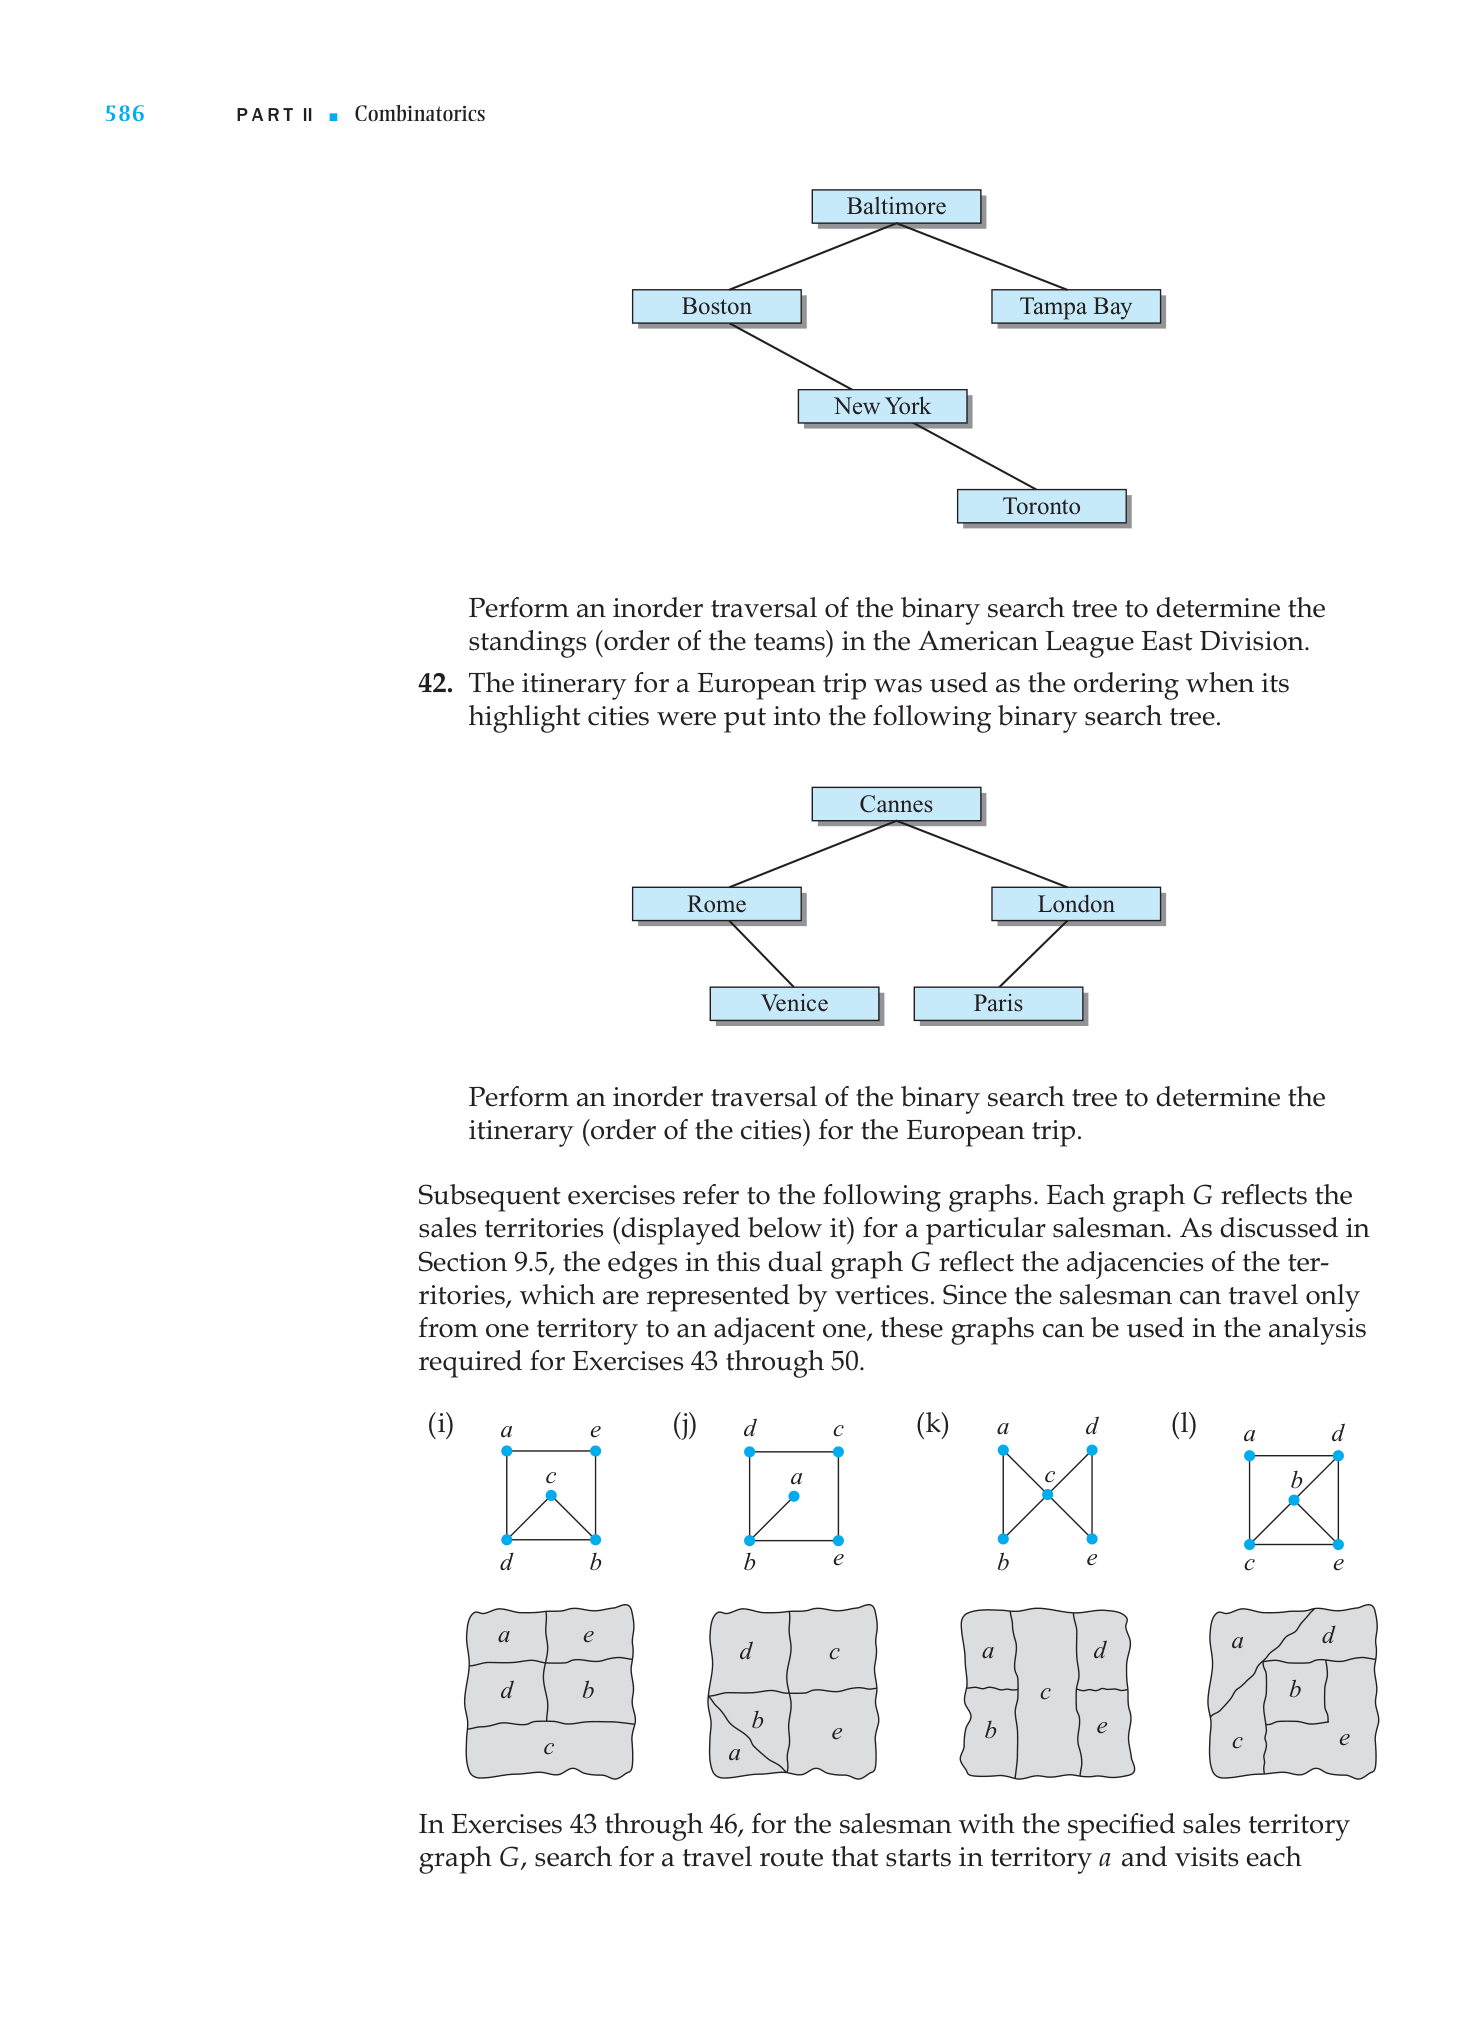 586 PART II ■ Combinatorics
Baltimore
Boston Tampa Bay
New York
Toronto
Perform an inorder traversal of the binary search tree to determine the
standings (order of the teams) in the American League East Division.
42. The itinerary for a European trip was used as the ordering when its
highlight cities were put into the following binary search tree.
Cannes
Rome London
Venice Paris
Perform an inorder traversal of the binary search tree to determine the
itinerary (order of the cities) for the European trip.
Subsequent exercises refer to the following graphs. Each graph G reflects the
sales territories (displayed below it) for a particular salesman. As discussed in
Section 9.5, the edges in this dual graph G reflect the adjacencies of the ter-
ritories, which are represented by vertices. Since the salesman can travel only
from one territory to an adjacent one, these graphs can be used in the analysis
required for Exercises 43 through 50.
(i) a e (j) d c (k) a d (l) a d
c a c b
d b b e b e c e
a e d c a d a d
d b b e c b
c a b e c e
In Exercises 43 through 46, for the salesman with the specified sales territory
graph G, search for a travel route that starts in territory a and visits each